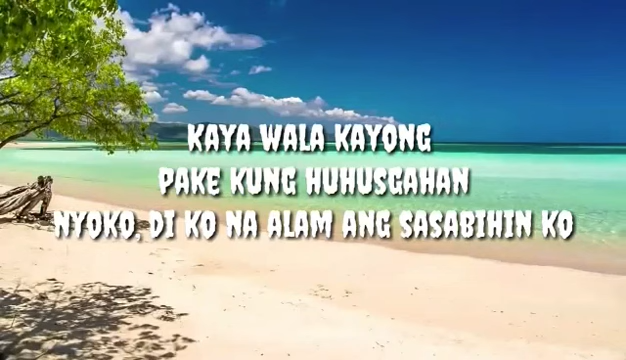 KAYA WALA KAYONG
PAKE KUNG HUHUSGAHAN
NYOKO, DI KO NA ALAM ANG SASABIHIN KO